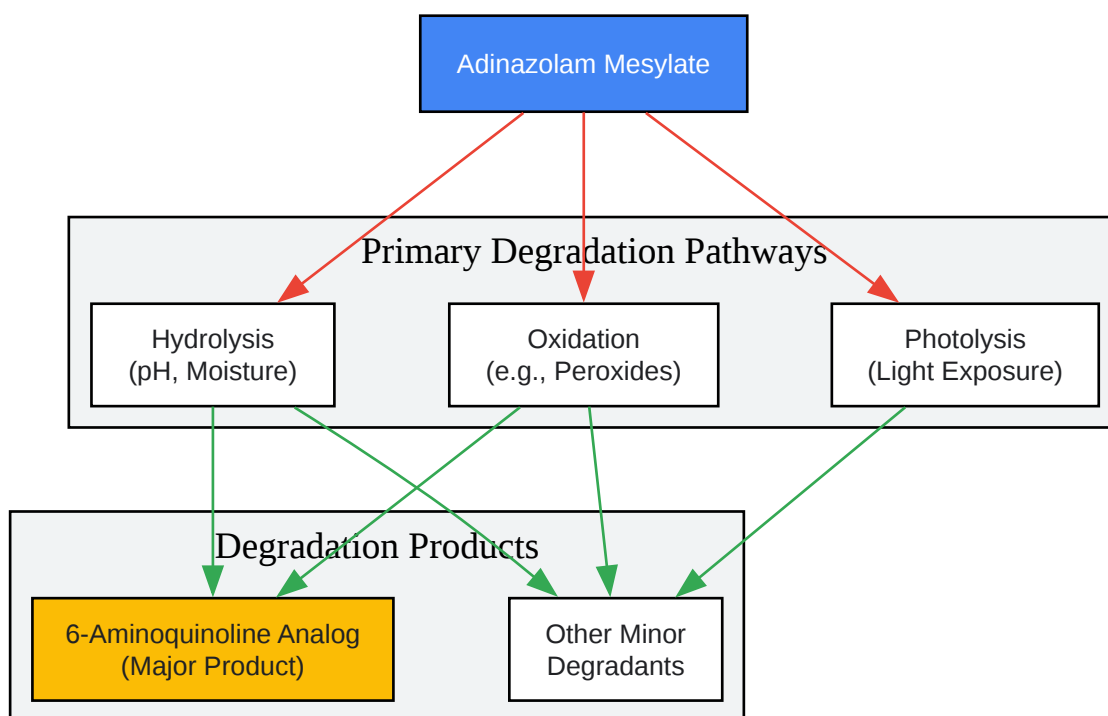 Adinazolam Mesylate
Primary Degradation Pathways
Hydrolysis
(pH, Moisture)
Oxidation
(e.g., Peroxides)
Photolysis
(Light Exposure)
Degradation Products
6-Aminoquinoline Analog
(Major Product)
Other Minor
Degradants